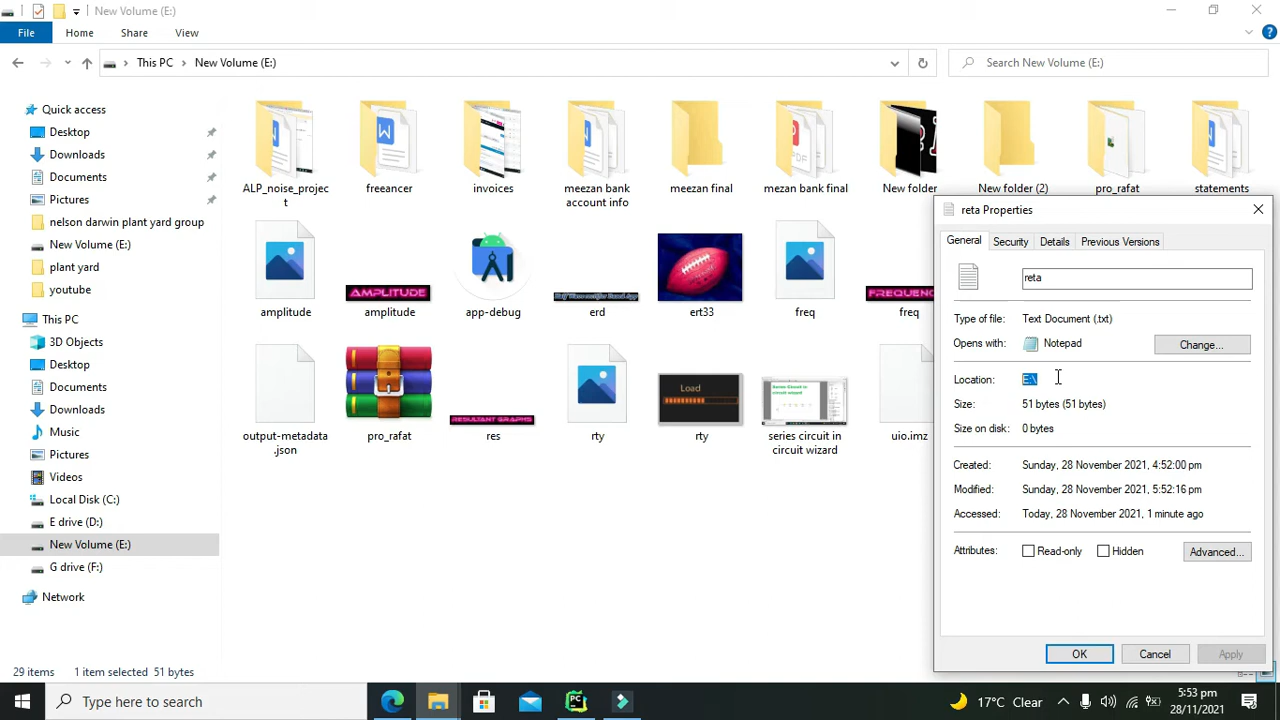 New Volume (E:)
File
Home
Share
View
This PC
New Volume (E:)
Search New Volume (E:)
Quick access
Desktop
Downloads
Documents
Pictures
nelson darwin plant yard group
New Volume (E:)
plant yard
youtube
This PC
3D Objects
Desktop
Documents
Downloads
Music
Pictures
Videos
Local Disk (C:)
E drive (D:)
New Volume (E:)
G drive (F:)
Network
ALP_noise_projec
t
freeancer
invoices
meezan bank
account info
meezan final
mezan bank final
New folder
New folder (2)
pro_rafat
statements
amplitude
AMPLITUDE
amplitude
app-debug
erd
ert33
freq
FREQUENC
freq
output-metadata
.json
pro_rafat
RESULTANT GRAPHS
res
rty
Load
rty
Series Circuit in
circuit wizard
series circuit in
circuit wizard
uio.imz
reta Properties
General
Security
Details
Previous Versions
reta
Type of file:
Text Document (.txt)
Opens with:
Notepad
Change...
Location:
E:\
Size:
51 bytes (51 bytes)
Size on disk:
0 bytes
Created:
Sunday, 28 November 2021, 4:52:00 pm
Modified:
Sunday, 28 November 2021, 5:52:16 pm
Accessed:
Today, 28 November 2021, 1 minute ago
Attributes:
Read-only
Hidden
Advanced...
OK
Cancel
Apply
29 items
1 item selected
51 bytes
Type here to search
PC
17°C
Clear
5:53 pm
28/11/2021